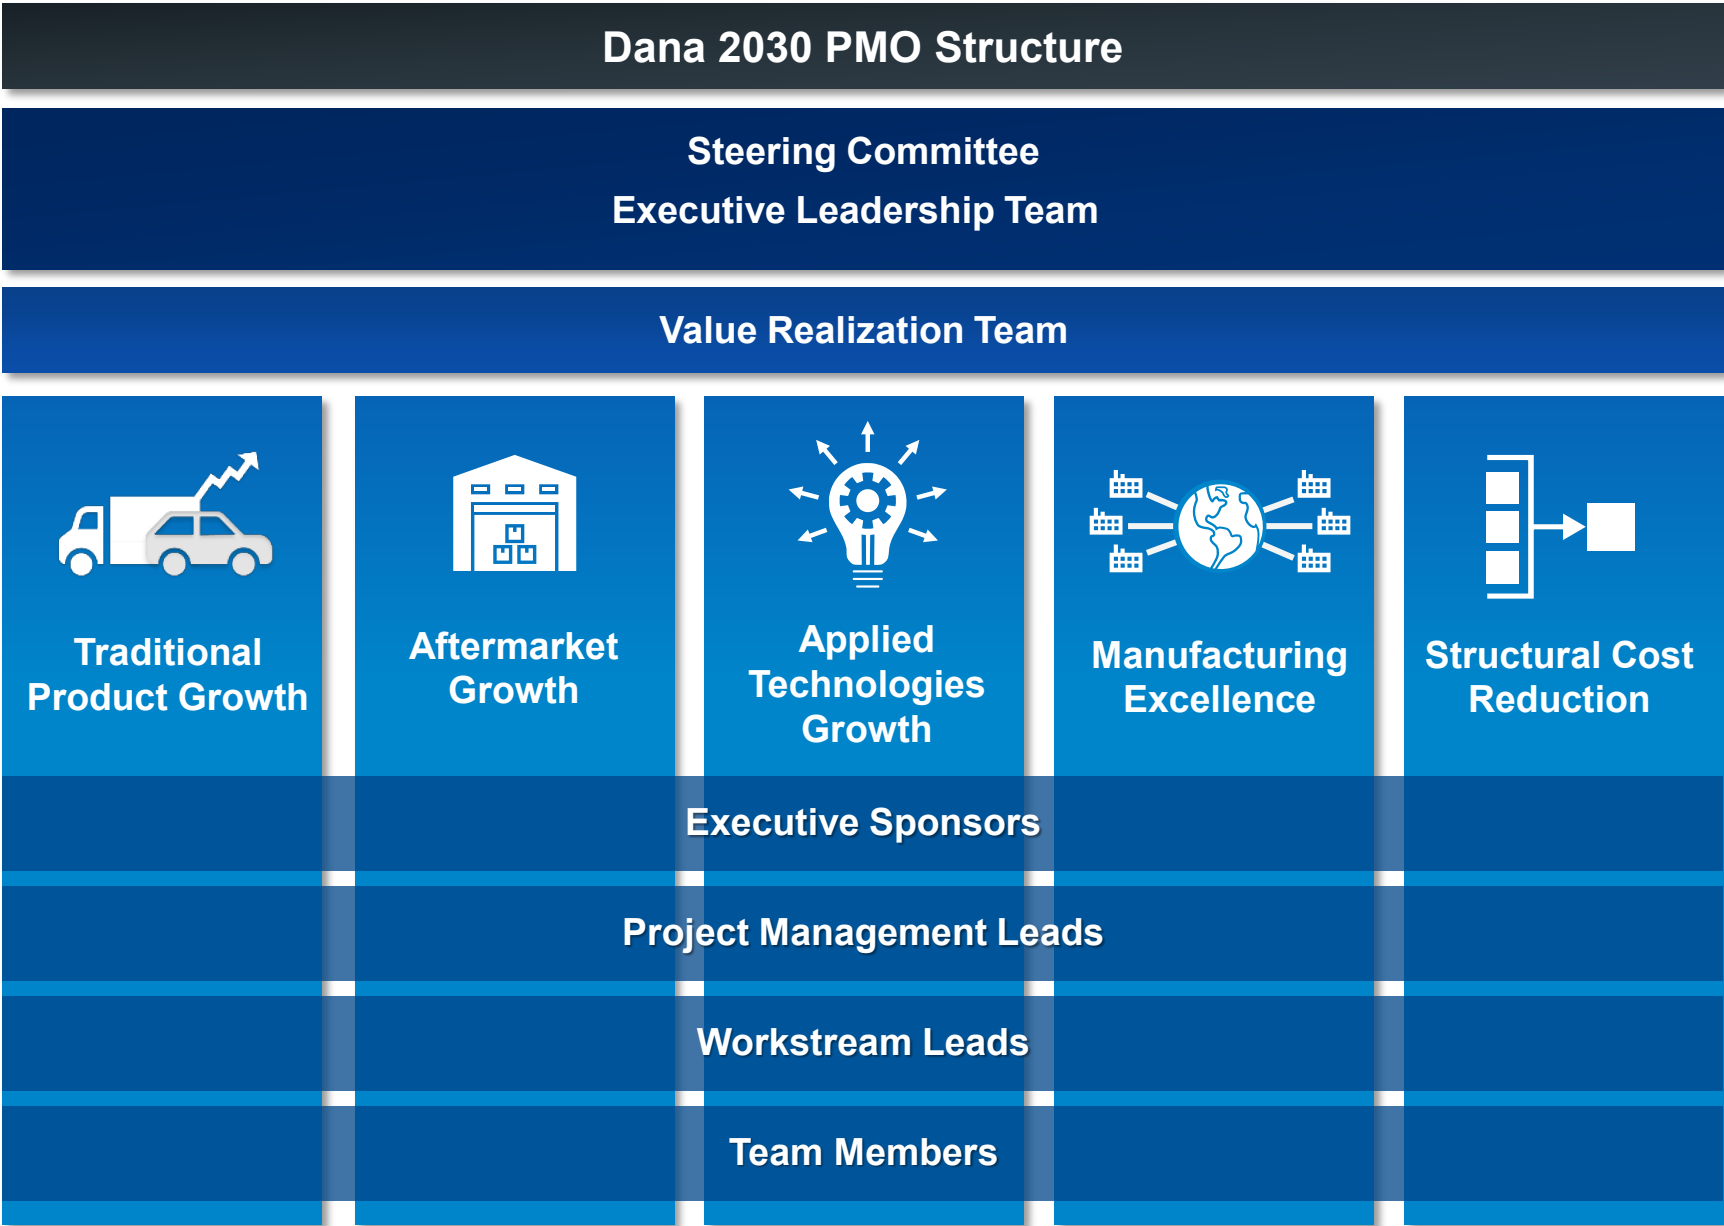 Dana 2030 PMO Structure
Steering Committee
Executive Leadership Team
Value Realization Team
Traditional
Product Growth
Aftermarket
Growth
Applied
Technologies
Growth
Manufacturing
Excellence
Structural Cost
Reduction
Executive Sponsors
Project Management Leads
Workstream Leads
Team Members